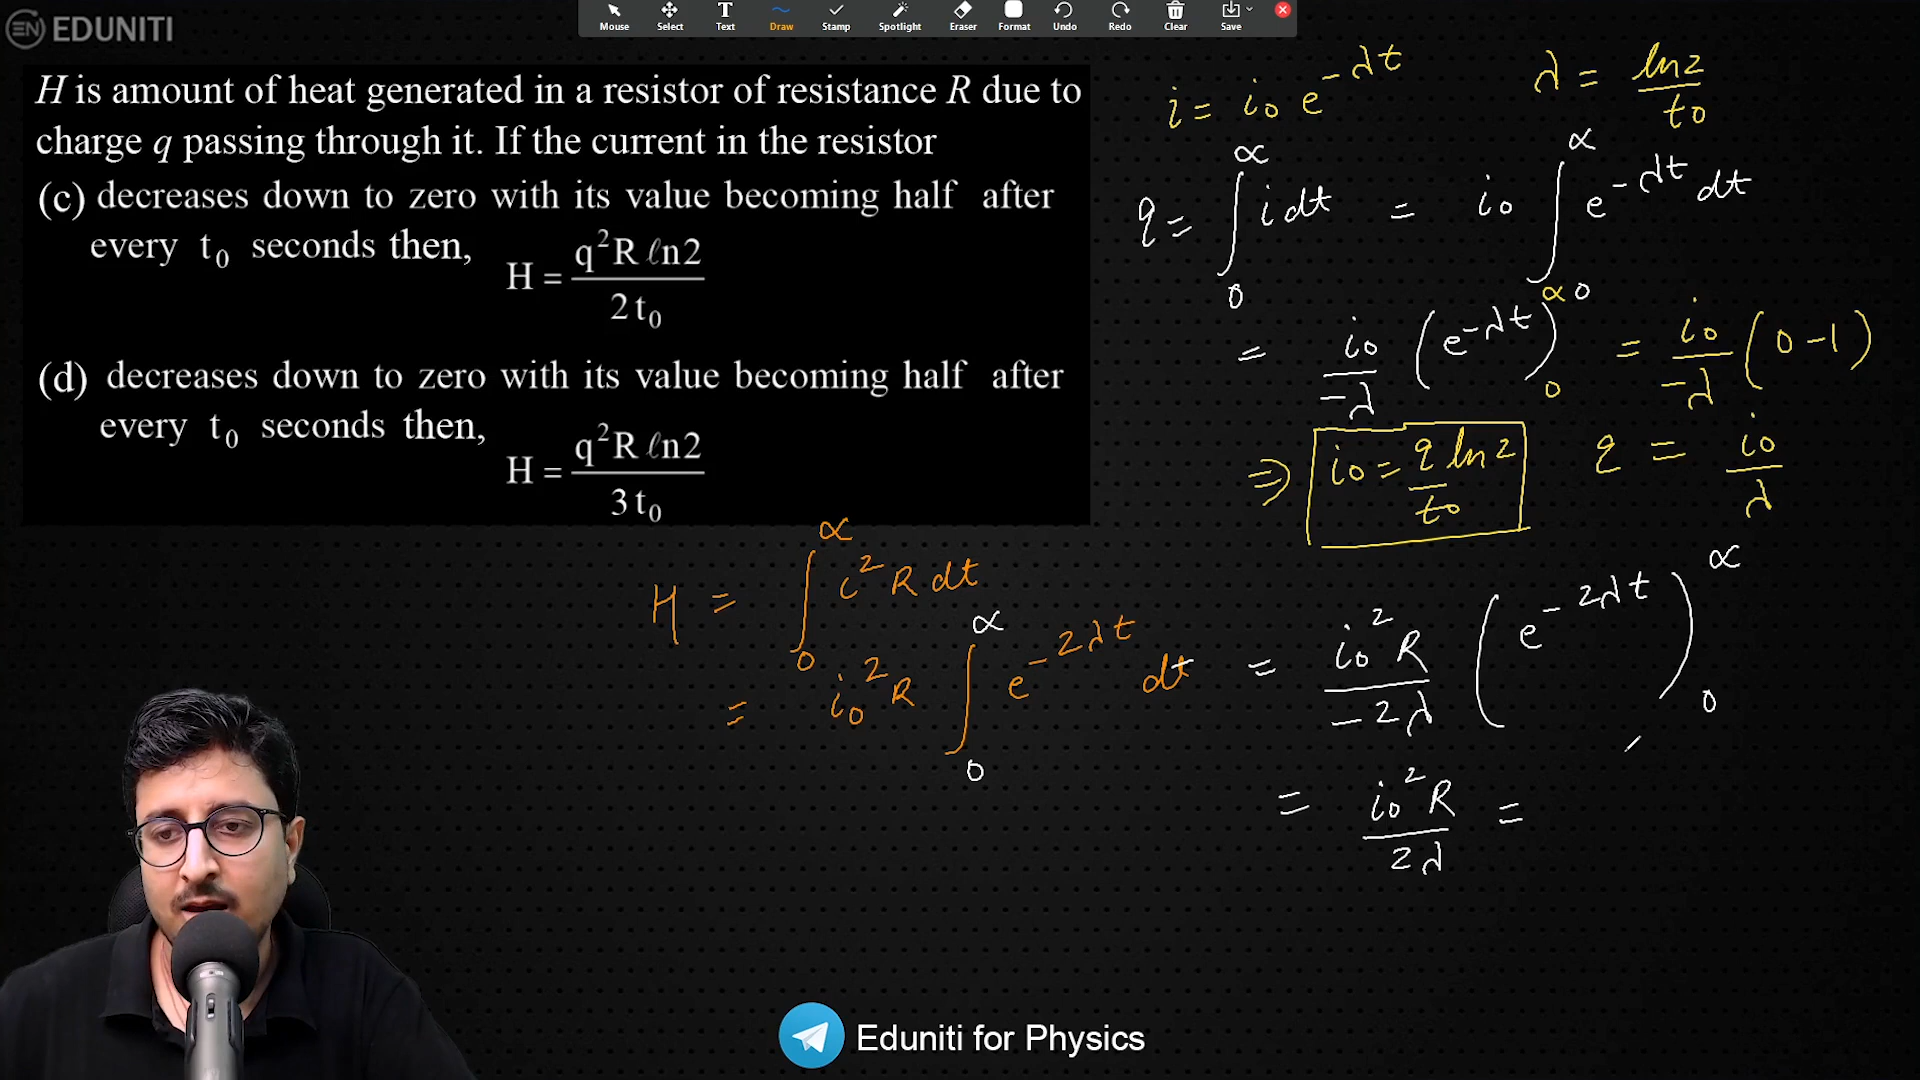 EDUNITI
Mouse Select Text Draw Stamp Spotlight Eraser Format Undo Redo Clear Save
H is amount of heat generated in a resistor of resistance R due to
charge q passing through it. If the current in the resistor
(c) decreases down to zero with its value becoming half after
every t₀ seconds then, H = q²R ℓn2 / 2 t₀
(d) decreases down to zero with its value becoming half after
every t₀ seconds then, H = q²R ℓn2 / 3 t₀
i = i₀ e^(-λt) λ = ln2 / t₀
q = ∫₀^∝ i dt = i₀ ∫₀^∝ e^(-λt) dt
= i₀/-λ (e^(-λt))₀^∝ = i₀/-λ (0 - 1)
⇒ i₀ = q ln2 / t₀ q = i₀/λ
H = ∫₀^∝ i² R dt
= i₀² R ∫₀^∝ e^(-2λt) dt = i₀² R / -2λ (e^(-2λt))₀^∝
= i₀² R / 2λ =
Eduniti for Physics